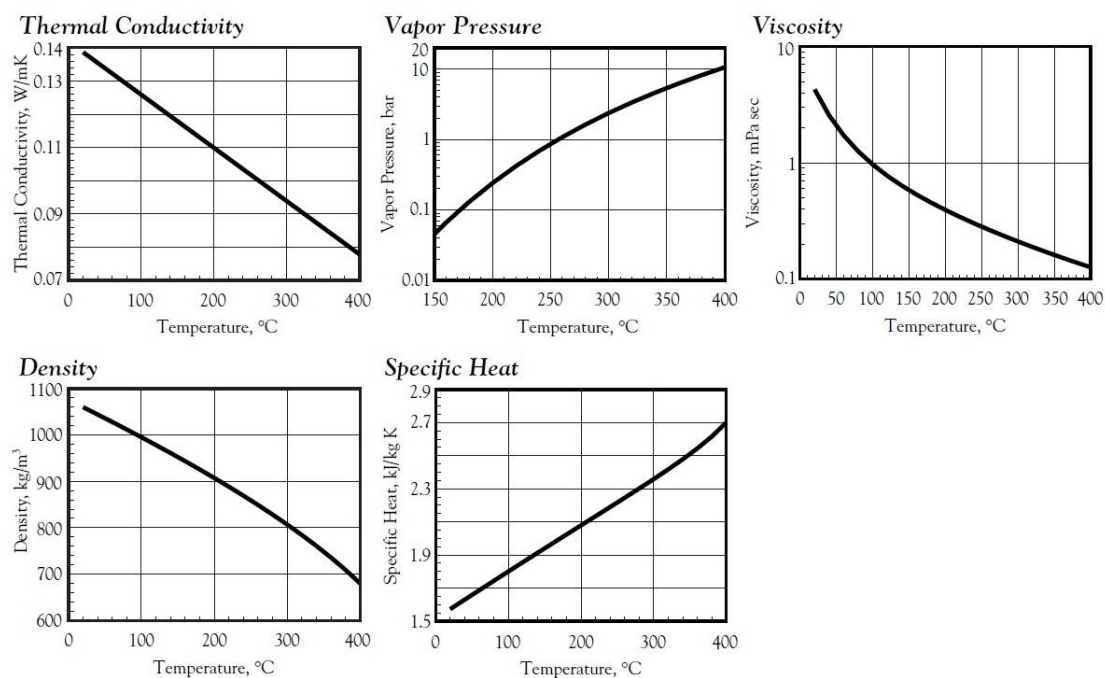 Thermal Conductivity
Thermal Conductivity, W/mK
0.14
0.13
0.11
0.09
0.07
0 100 200 300 400
Temperature, °C
Vapor Pressure
Vapor Pressure, bar
20
10
1
0.1
0.01
150 200 250 300 350 400
Temperature, °C
Viscosity
Viscosity, mPa sec
10
1
0.1
0 50 100 150 200 250 300 350 400
Temperature, °C
Density
Density, kg/m³
1100
1000
900
800
700
600
0 100 200 300 400
Temperature, °C
Specific Heat
Specific Heat, kJ/kg K
2.9
2.7
2.3
1.9
1.5
0 100 200 300 400
Temperature, °C